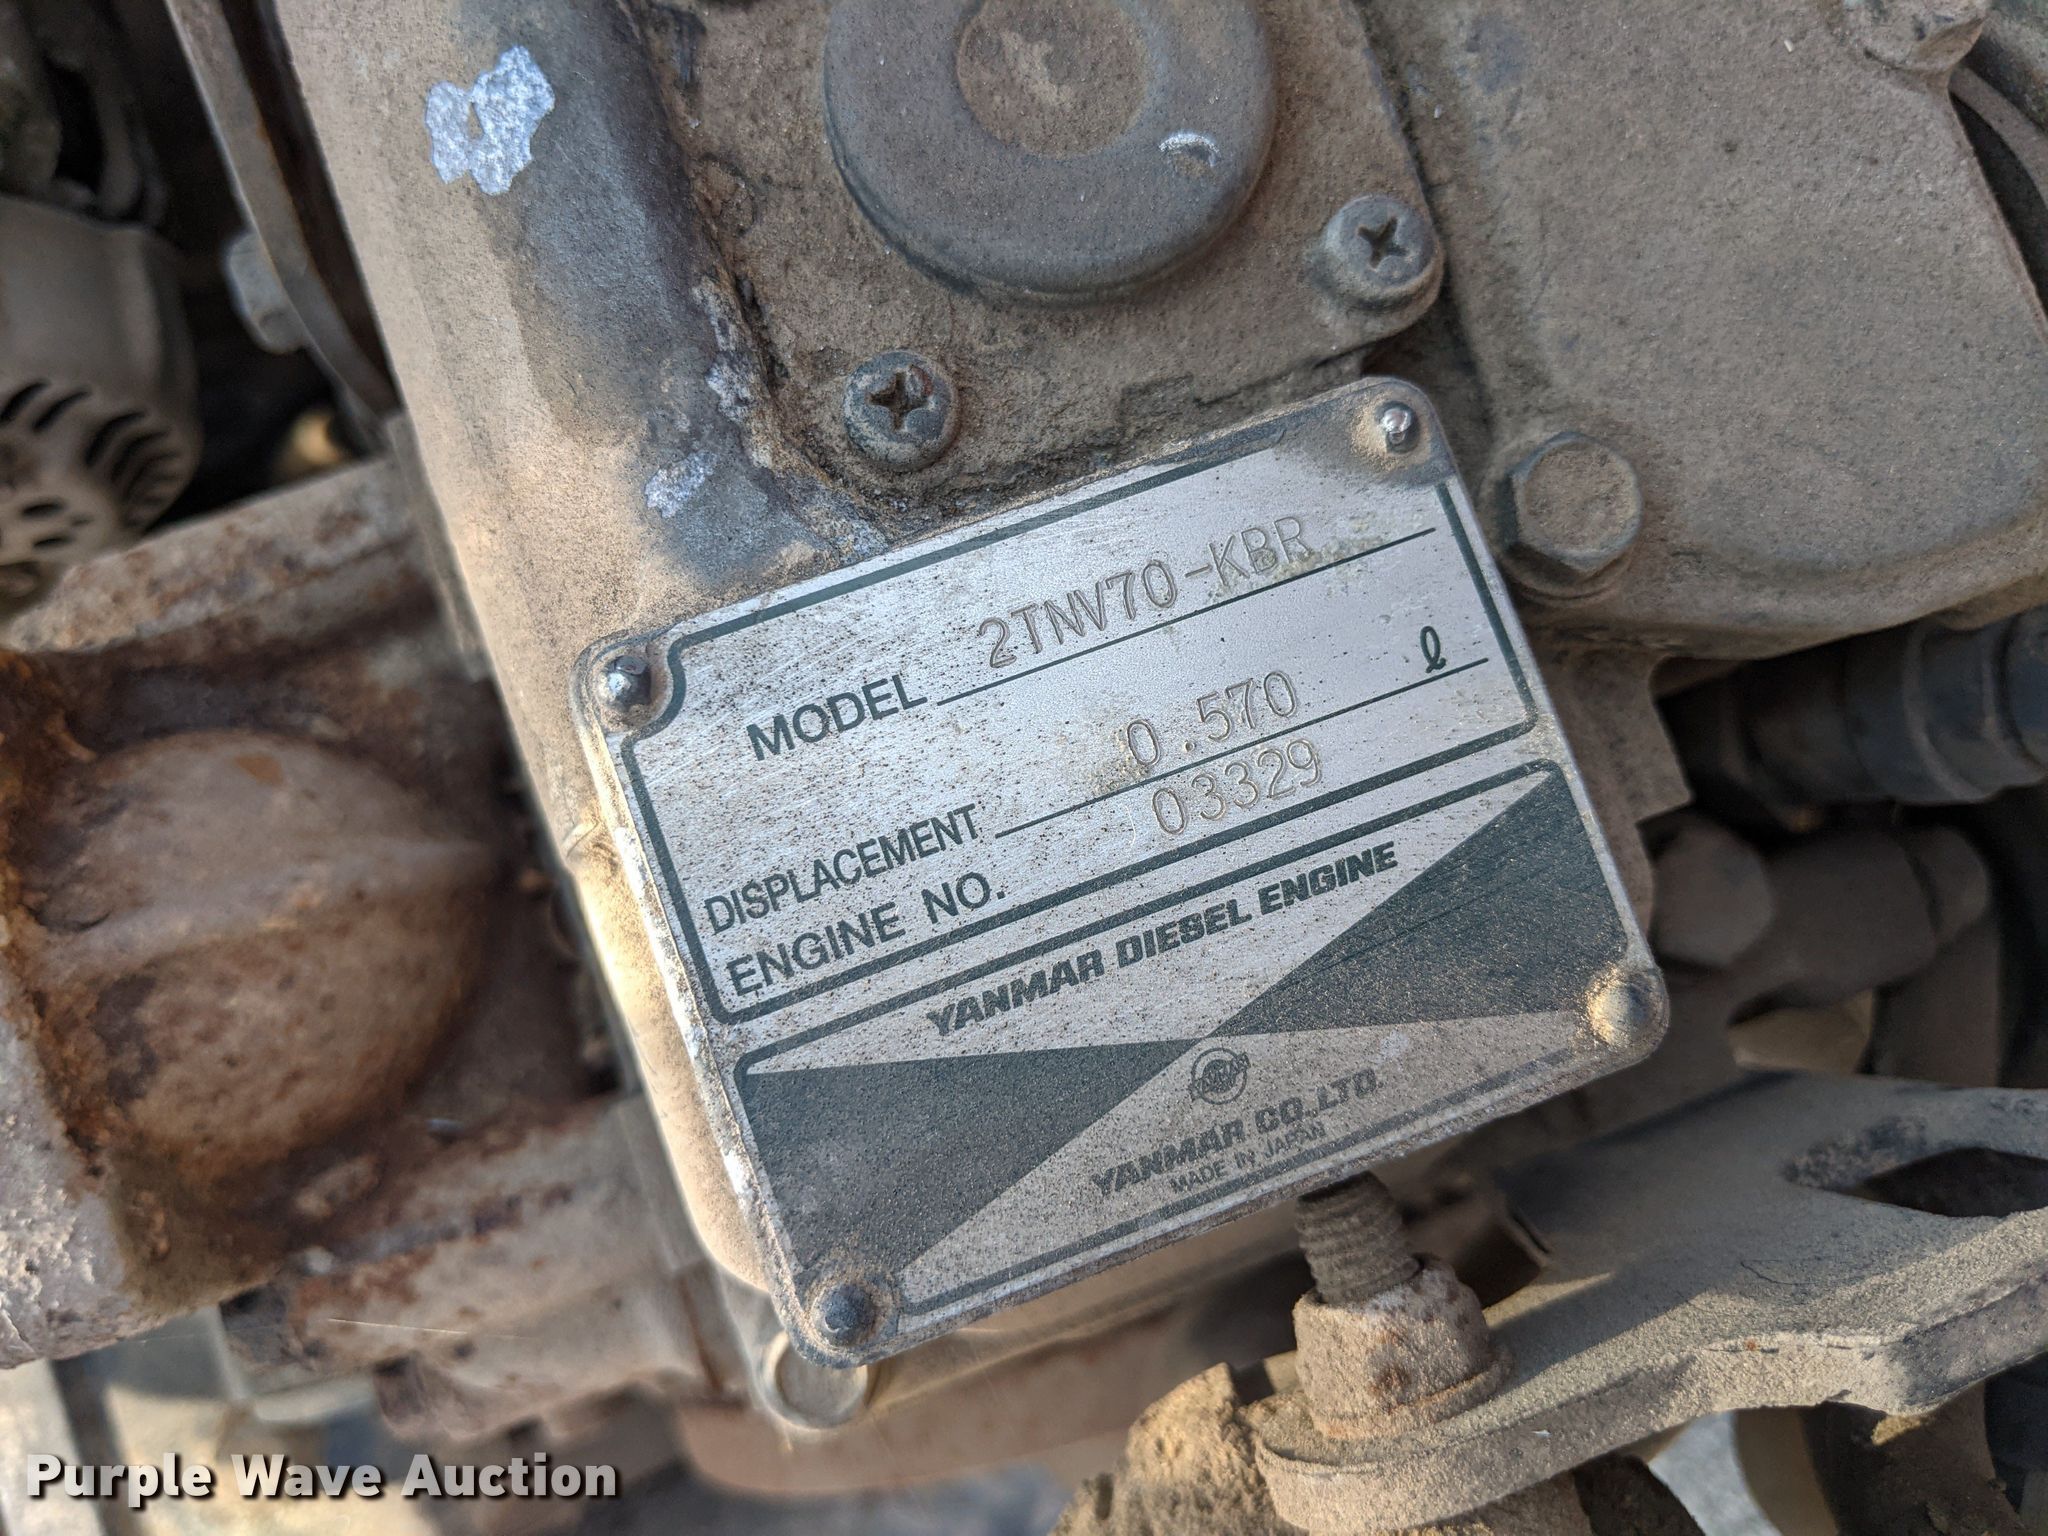 MODEL 2TNV70-KBR
DISPLACEMENT 0.570 ℓ
ENGINE NO. 03329
YANMAR DIESEL ENGINE
YANMAR
YANMAR CO.,LTD.
MADE IN JAPAN
Purple Wave Auction